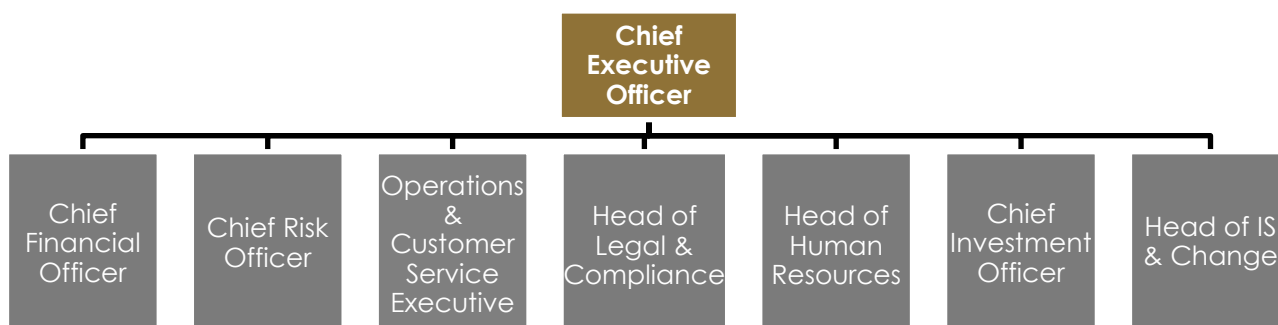 Chief
Executive
Officer
Chief
Financial
Officer
Chief Risk
Officer
Operations
&
Customer
Service
Executive
Head of
Legal &
Compliance
Head of
Human
Resources
Chief
Investment
Officer
Head of IS
& Change